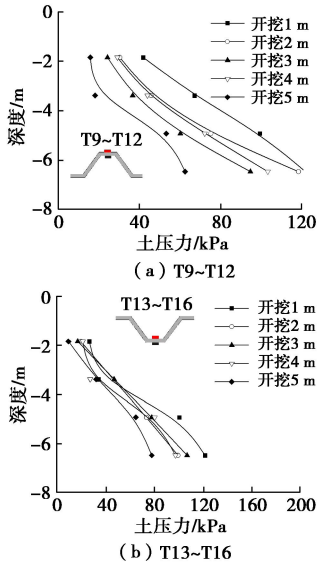 0
-2
-4
-6
-8
深度/m
开挖1 m
开挖2 m
开挖3 m
开挖4 m
开挖5 m
T9~T12
0 40 80 120
土压力/kPa
（a）T9~T12
0
-2
-4
-6
-8
深度/m
T13~T16
开挖1 m
开挖2 m
开挖3 m
开挖4 m
开挖5 m
0 40 80 120 160 200
土压力/kPa
（b）T13~T16